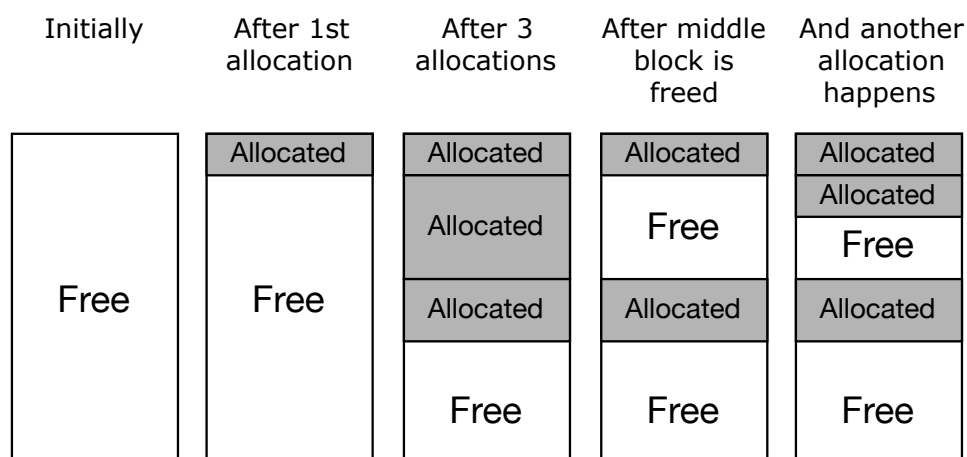 Initially
After 1st
allocation
After 3
allocations
After middle
block is
freed
And another
allocation
happens
Free
Allocated
Free
Allocated
Allocated
Allocated
Free
Allocated
Free
Allocated
Free
Allocated
Allocated
Free
Allocated
Free